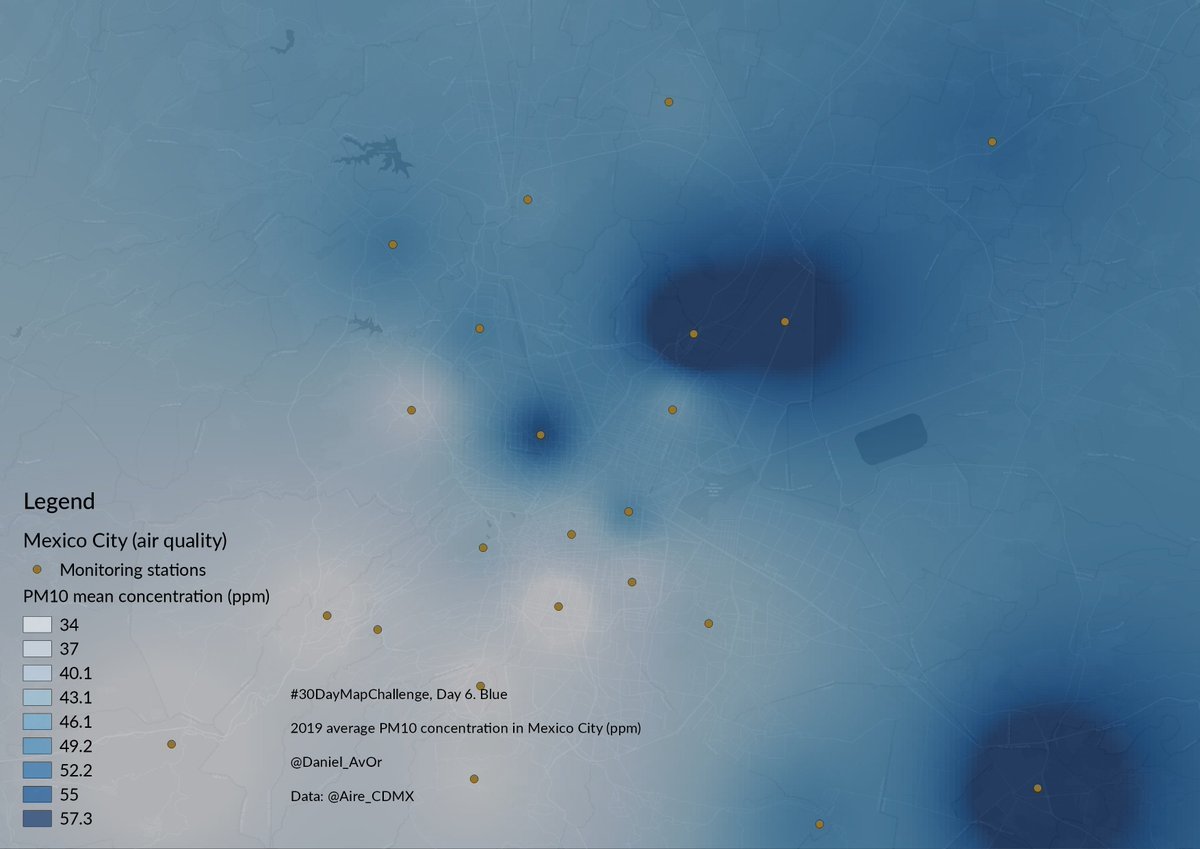 Legend
Mexico City (air quality)
Monitoring stations
PM10 mean concentration (ppm)
34
37
40.1
43.1
46.1
49.2
52.2
55
57.3
#30DayMapChallenge, Day 6. Blue
2019 average PM10 concentration in Mexico City (ppm)
@Daniel_AvOr
Data: @Aire_CDMX